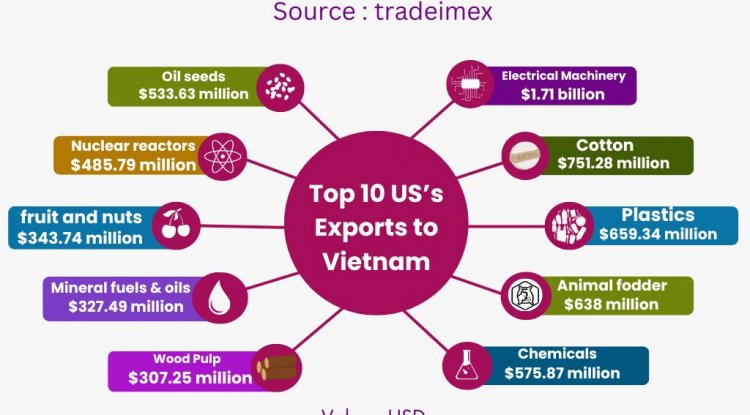 Source : tradeimex
Oil seeds
$533.63 million
Electrical Machinery
$1.71 billion
Nuclear reactors
$485.79 million
Cotton
Cotton
$751.28 million
fruit and nuts
$343.74 million
Top 10 US's
Exports to
Vietnam
Plastics
$659.34 million
Mineral fuels & oils
$327.49 million
Animal fodder
$638 million
Wood Pulp
$307.25 million
Chemicals
$575.87 million